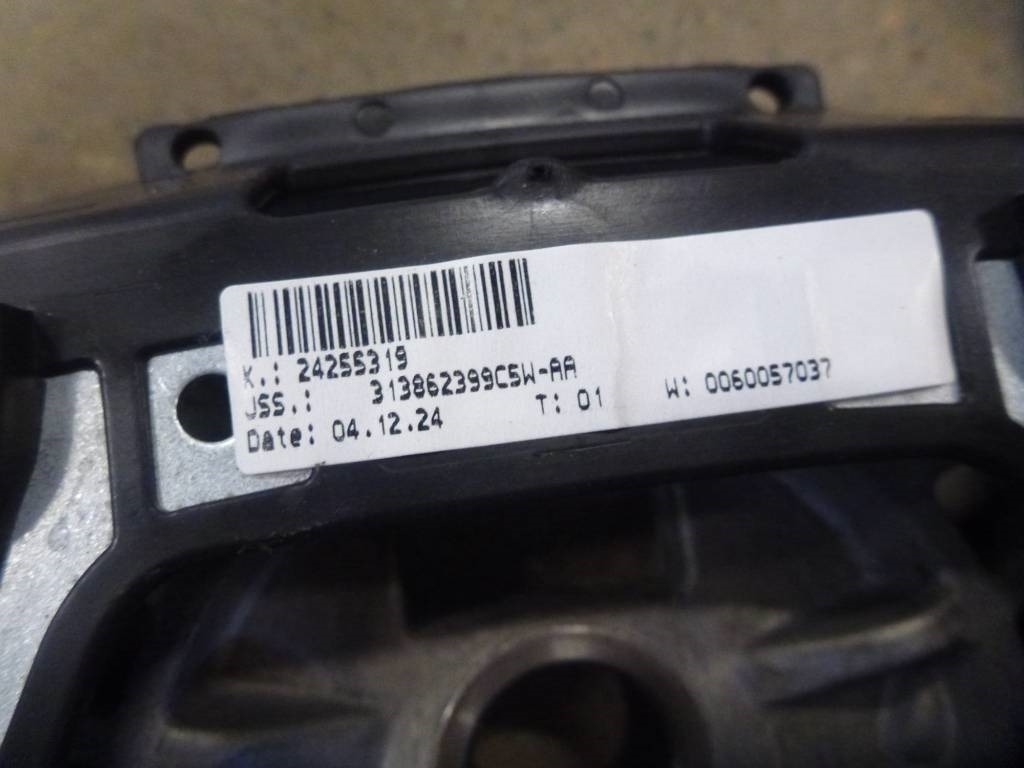 K.: 24255319
JSS.: 313862399C5W-AA
Date: 04.12.24 T: 01 W: 0060057037